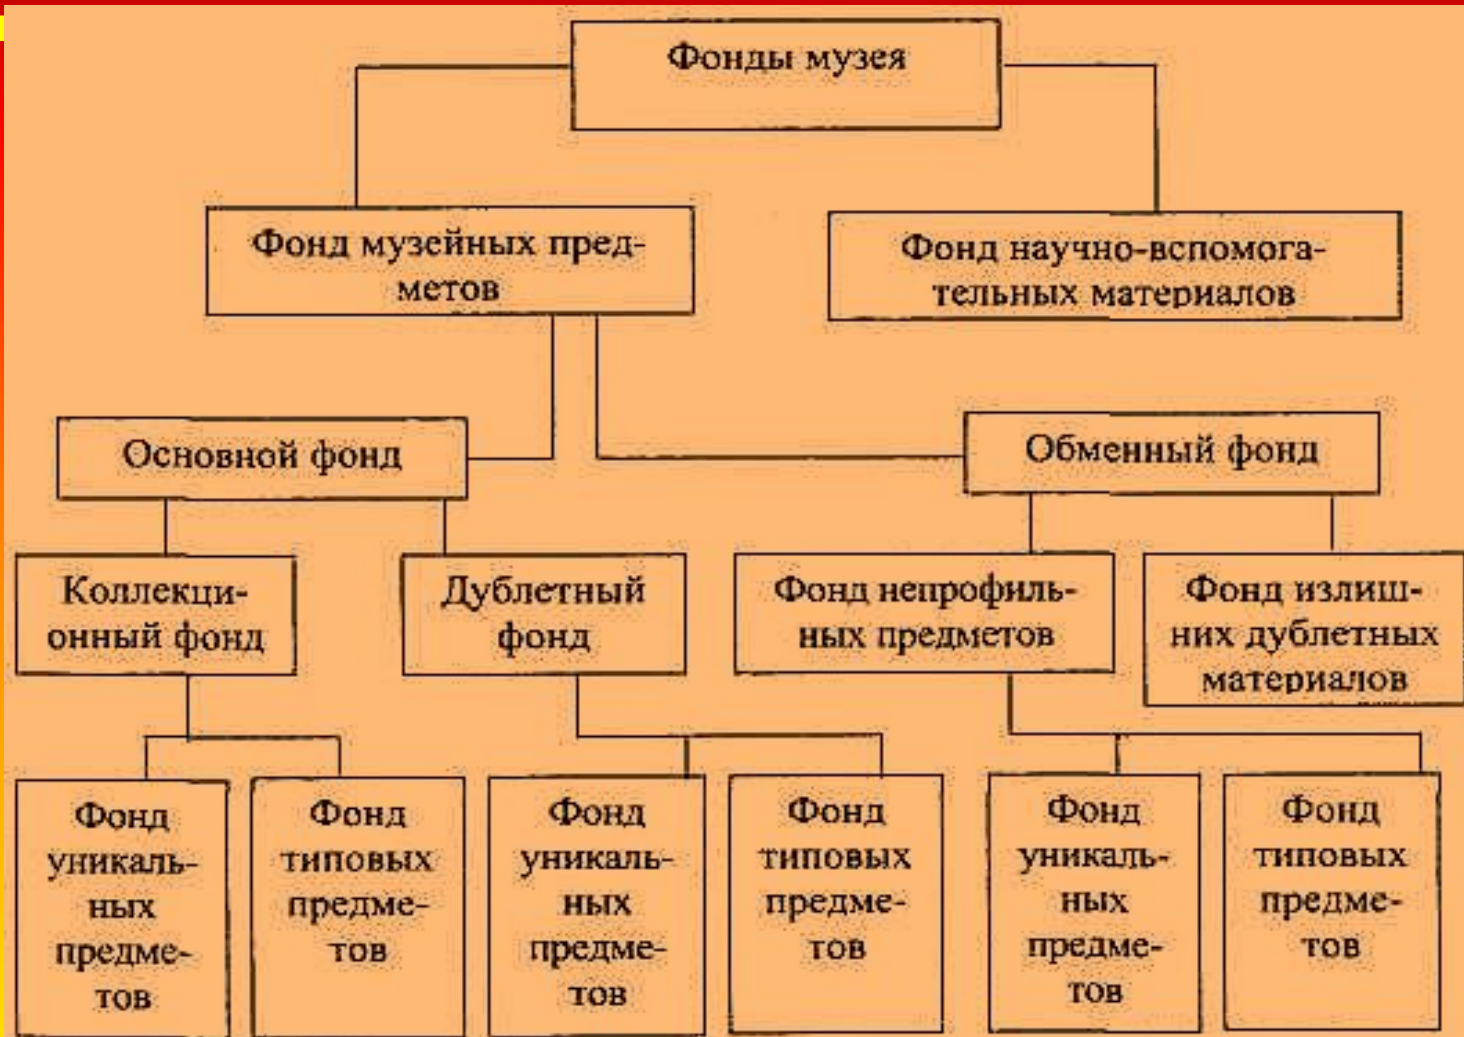 Фонды музея
Фонд музейных пред-
метов
Фонд научно-вспомога-
тельных материалов
Основной фонд
Обменный фонд
Коллекци-
онный фонд
Дублетный
фонд
Фонд непрофиль-
ных предметов
Фонд излиш-
них дублетных
материалов
Фонд
уникаль-
ных
предме-
тов
Фонд
типовых
предме-
тов
Фонд
уникаль-
ных
предме-
тов
Фонд
типовых
предме-
тов
Фонд
уникаль-
ных
предме-
тов
Фонд
типовых
предме-
тов